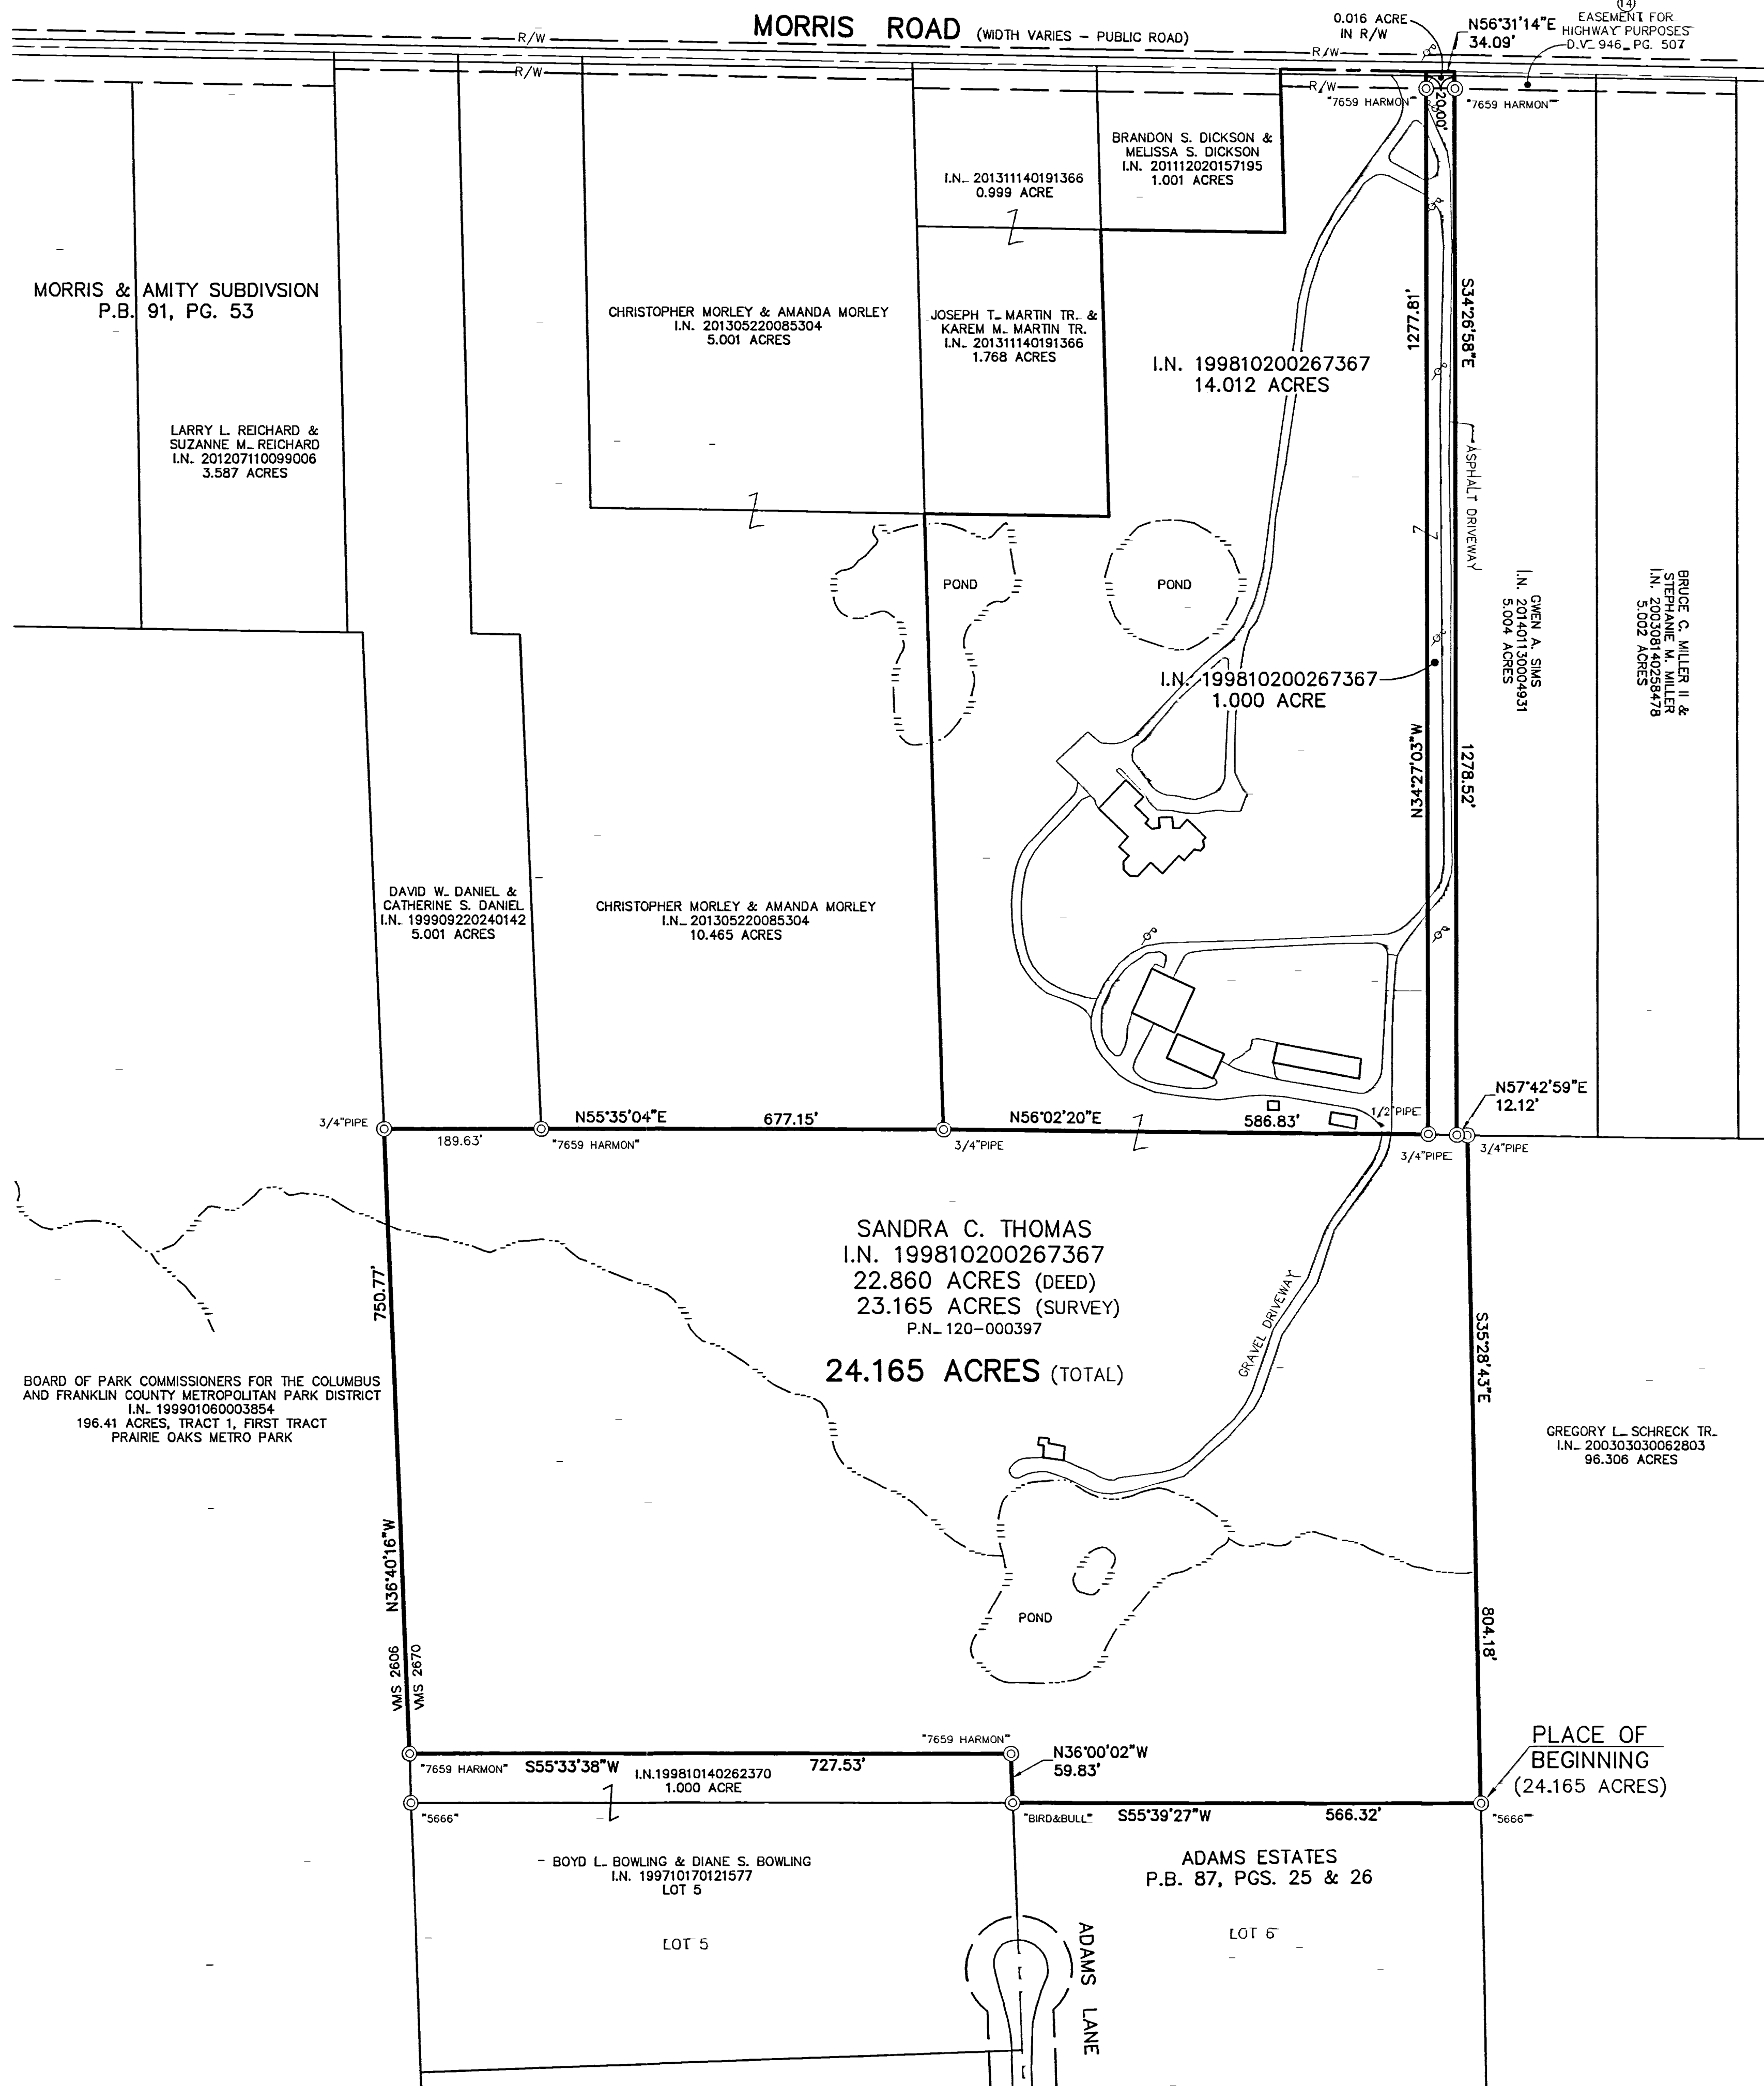 MORRIS ROAD (WIDTH VARIES - PUBLIC ROAD)
R/W
R/W
R/W
R/W
0.016 ACRE
IN R/W
N56°31'14"E
34.09'
14
EASEMENT FOR
HIGHWAY PURPOSES
D.V. 946, PG. 507
"7659 HARMON"
"7659 HARMON"
20.00'
BRANDON S. DICKSON &
MELISSA S. DICKSON
I.N. 201112020157195
1.001 ACRES
I.N. 201311140191366
0.999 ACRE
MORRIS & AMITY SUBDIVSION
P.B. 91, PG. 53
CHRISTOPHER MORLEY & AMANDA MORLEY
I.N. 201305220085304
5.001 ACRES
JOSEPH T. MARTIN TR. &
KAREM M. MARTIN TR.
I.N. 201311140191366
1.768 ACRES
I.N. 199810200267367
14.012 ACRES
1277.81'
S34°26'58"E
LARRY L. REICHARD &
SUZANNE M. REICHARD
I.N. 201207110099006
3.587 ACRES
ASPHALT DRIVEWAY
POND
POND
GWEN A. SIMS
I.N. 201401130004931
5.004 ACRES
BRUCE C. MILLER II &
STEPHANIE M. MILLER
I.N. 200308140258478
5.002 ACRES
I.N. 199810200267367
1.000 ACRE
N34°27'03"W
1278.52'
DAVID W. DANIEL &
CATHERINE S. DANIEL
I.N. 199909220240142
5.001 ACRES
CHRISTOPHER MORLEY & AMANDA MORLEY
I.N. 201305220085304
10.465 ACRES
N57°42'59"E
12.12'
3/4"PIPE
189.63'
N55°35'04"E
677.15'
"7659 HARMON"
3/4"PIPE
N56°02'20"E
586.83'
1/2"PIPE
3/4"PIPE
3/4"PIPE
SANDRA C. THOMAS
I.N. 199810200267367
22.860 ACRES (DEED)
23.165 ACRES (SURVEY)
P.N. 120-000397
24.165 ACRES (TOTAL)
750.77'
GRAVEL DRIVEWAY
S35°28'43"E
BOARD OF PARK COMMISSIONERS FOR THE COLUMBUS
AND FRANKLIN COUNTY METROPOLITAN PARK DISTRICT
I.N. 199901060003854
196.41 ACRES, TRACT 1, FIRST TRACT
PRAIRIE OAKS METRO PARK
GREGORY L. SCHRECK TR.
I.N. 200303030062803
96.306 ACRES
N36°40'16"W
POND
804.18'
VMS 2606
VMS 2670
"7659 HARMON"
"7659 HARMON"
S55°33'38"W
727.53'
I.N.199810140262370
1.000 ACRE
N36°00'02"W
59.83'
PLACE OF
BEGINNING
(24.165 ACRES)
"5666"
"BIRD&BULL"
S55°39'27"W
566.32'
"5666"
BOYD L. BOWLING & DIANE S. BOWLING
I.N. 199710170121577
LOT 5
ADAMS ESTATES
P.B. 87, PGS. 25 & 26
LOT 5
LOT 6
ADAMS LANE